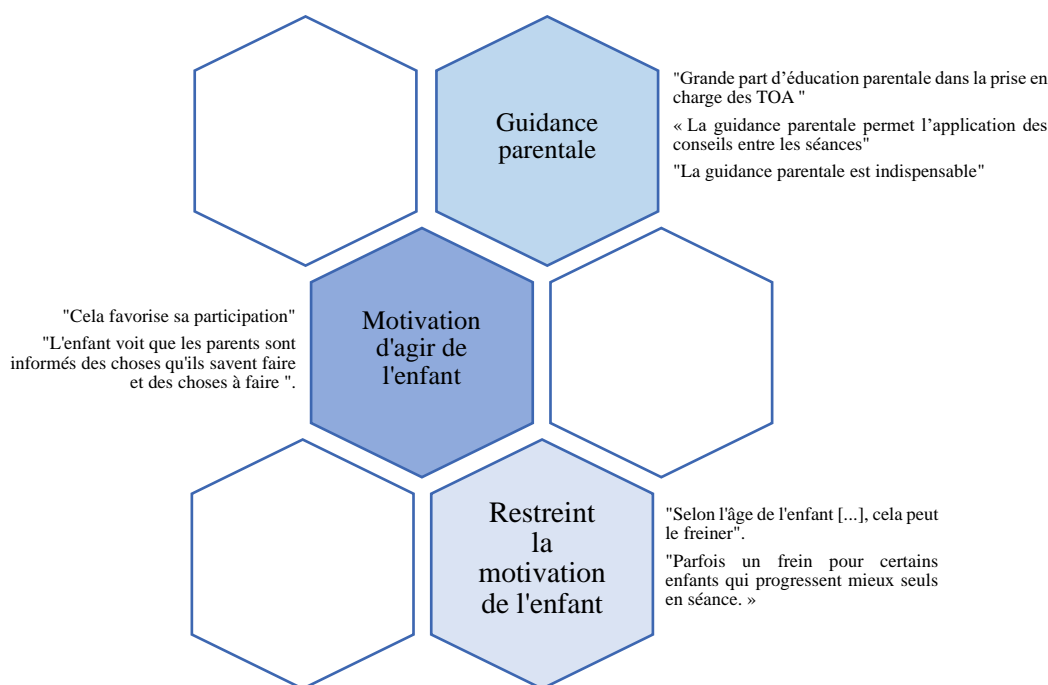 Guidance
parentale
"Grande part d'éducation parentale dans la prise en
charge des TOA "
« La guidance parentale permet l'application des
conseils entre les séances"
"La guidance parentale est indispensable"
"Cela favorise sa participation"
"L'enfant voit que les parents sont
informés des choses qu'ils savent faire
et des choses à faire ".
Motivation
d'agir de
l'enfant
Restreint
la
motivation
de l'enfant
"Selon l'âge de l'enfant [...], cela peut
le freiner".
"Parfois un frein pour certains
enfants qui progressent mieux seuls
en séance. »